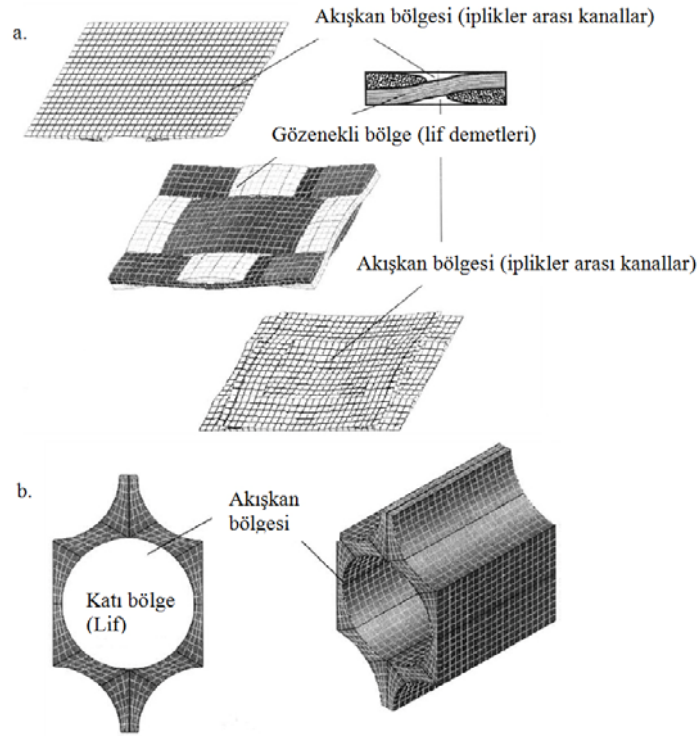 a.
Akışkan bölgesi (iplikler arası kanallar)
Gözenekli bölge (lif demetleri)
Akışkan bölgesi (iplikler arası kanallar)
b.
Akışkan
bölgesi
Katı bölge
(Lif)